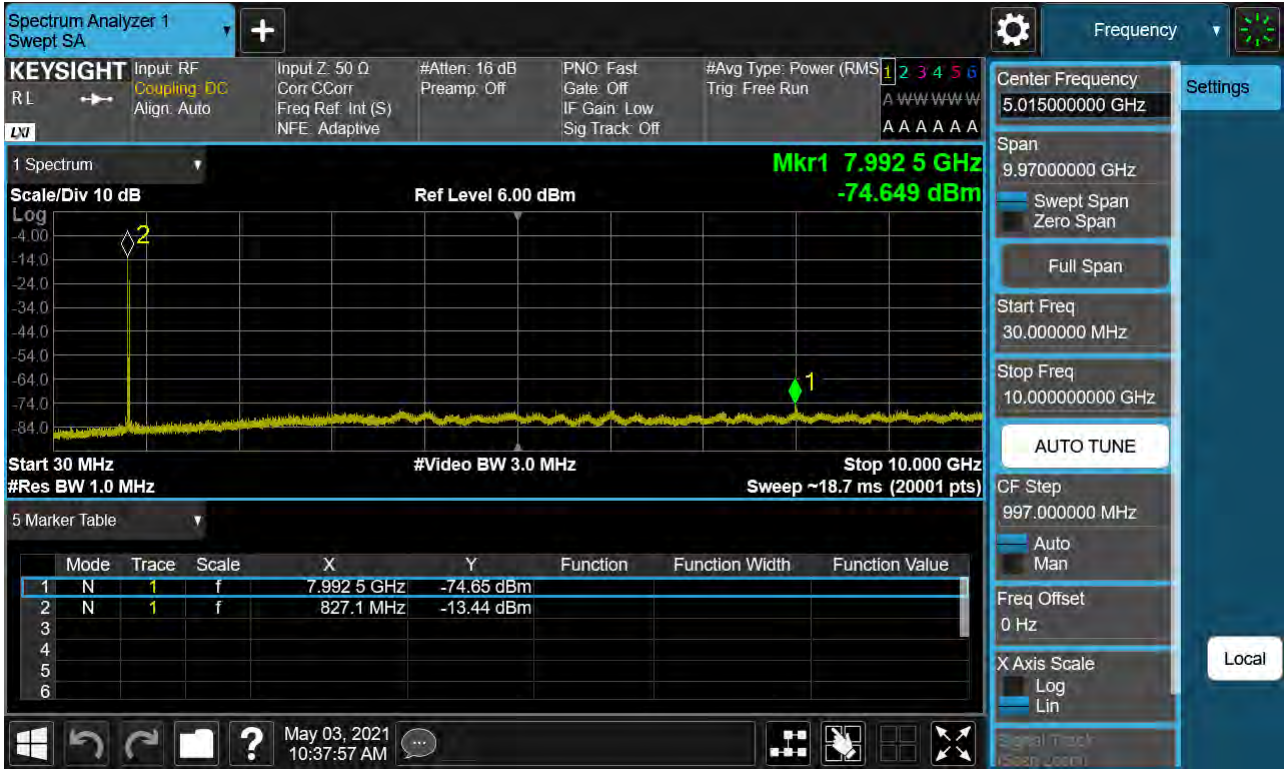 Spectrum Analyzer 1
Swept SA
Frequency
KEYSIGHT
RL
LXI
Input: RF
Coupling: DC
Align: Auto
Input Z: 50 Ω
Corr CCorr
Freq Ref: Int (S)
NFE: Adaptive
#Atten: 16 dB
Preamp: Off
PNO: Fast
Gate: Off
IF Gain: Low
Sig Track: Off
#Avg Type: Power (RMS
Trig: Free Run
1 2 3 4 5 6
A W W W W W
A A A A A A
Center Frequency
5.015000000 GHz
Settings
Span
9.97000000 GHz
Swept Span
Zero Span
Full Span
Start Freq
30.000000 MHz
Stop Freq
10.000000000 GHz
AUTO TUNE
CF Step
997.000000 MHz
Auto
Man
Freq Offset
0 Hz
X Axis Scale
Log
Lin
Signal Track
(Span Zoom)
Local
1 Spectrum
Mkr1 7.992 5 GHz
-74.649 dBm
Scale/Div 10 dB
Ref Level 6.00 dBm
Log
-4.00
-14.0
-24.0
-34.0
-44.0
-54.0
-64.0
-74.0
-84.0
2
1
Start 30 MHz
#Video BW 3.0 MHz
Stop 10.000 GHz
#Res BW 1.0 MHz
Sweep ~18.7 ms (20001 pts)
5 Marker Table
Mode Trace Scale X Y Function Function Width Function Value
1 N 1 f 7.992 5 GHz -74.65 dBm
2 N 1 f 827.1 MHz -13.44 dBm
3
4
5
6
?
May 03, 2021
10:37:57 AM